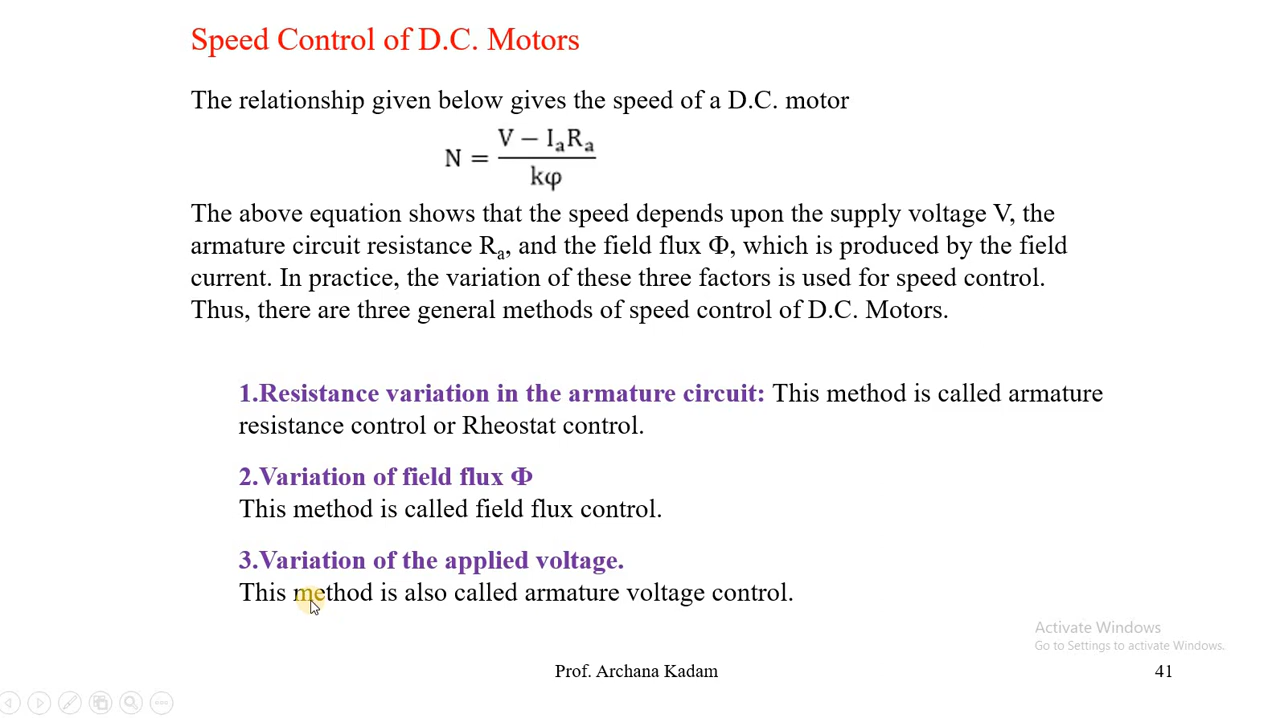 Speed Control of D.C. Motors
The relationship given below gives the speed of a D.C. motor
N = (V − IₐRₐ) / kφ
The above equation shows that the speed depends upon the supply voltage V, the
armature circuit resistance Rₐ, and the field flux Φ, which is produced by the field
current. In practice, the variation of these three factors is used for speed control.
Thus, there are three general methods of speed control of D.C. Motors.
1.Resistance variation in the armature circuit: This method is called armature
resistance control or Rheostat control.
2.Variation of field flux Φ
This method is called field flux control.
3.Variation of the applied voltage.
This method is also called armature voltage control.
Activate Windows
Go to Settings to activate Windows.
Prof. Archana Kadam
41